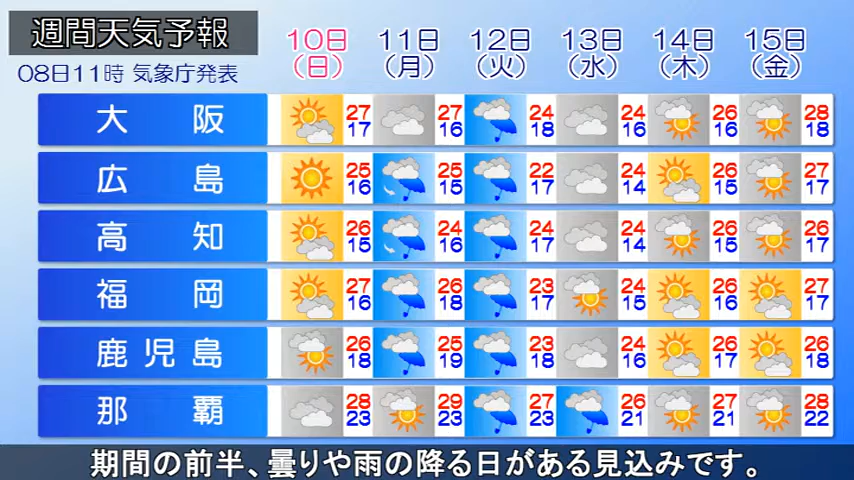 週間天気予報
08日11時 気象庁発表
10日 11日 12日 13日 14日 15日
(日) (月) (火) (水) (木) (金)
大阪 27 17 27 16 24 18 24 16 26 16 28 18
広島 25 16 25 15 22 17 24 14 26 15 27 17
高知 26 15 24 16 24 17 24 14 26 15 26 17
福岡 27 16 26 18 23 17 24 15 26 16 27 17
鹿児島 26 18 25 19 23 18 24 16 26 17 26 18
那覇 28 23 29 23 27 23 26 21 27 21 28 22
期間の前半、曇りや雨の降る日がある見込みです。